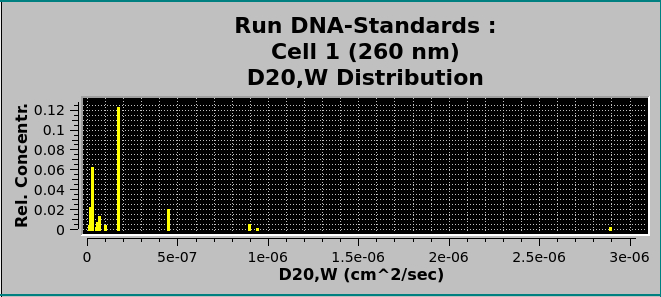 Run DNA-Standards :
Cell 1 (260 nm)
D20,W Distribution
Rel. Concentr.
0.12
0.1
0.08
0.06
0.04
0.02
0
0 5e-07 1e-06 1.5e-06 2e-06 2.5e-06 3e-06
D20,W (cm^2/sec)